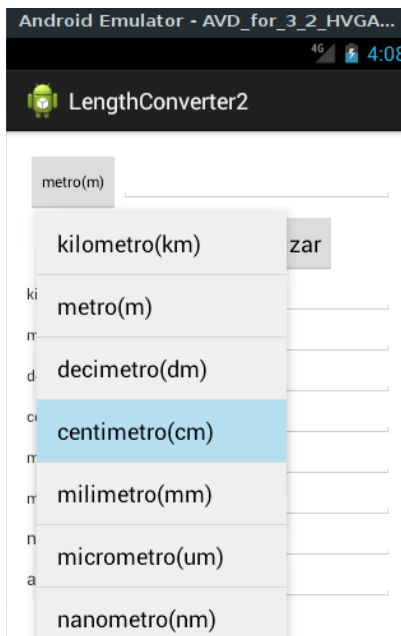 Android Emulator - AVD_for_3_2_HVGA...
4G 4:08
LengthConverter2
metro(m)
kilometro(km)
zar
metro(m)
decimetro(dm)
centimetro(cm)
milimetro(mm)
micrometro(um)
nanometro(nm)